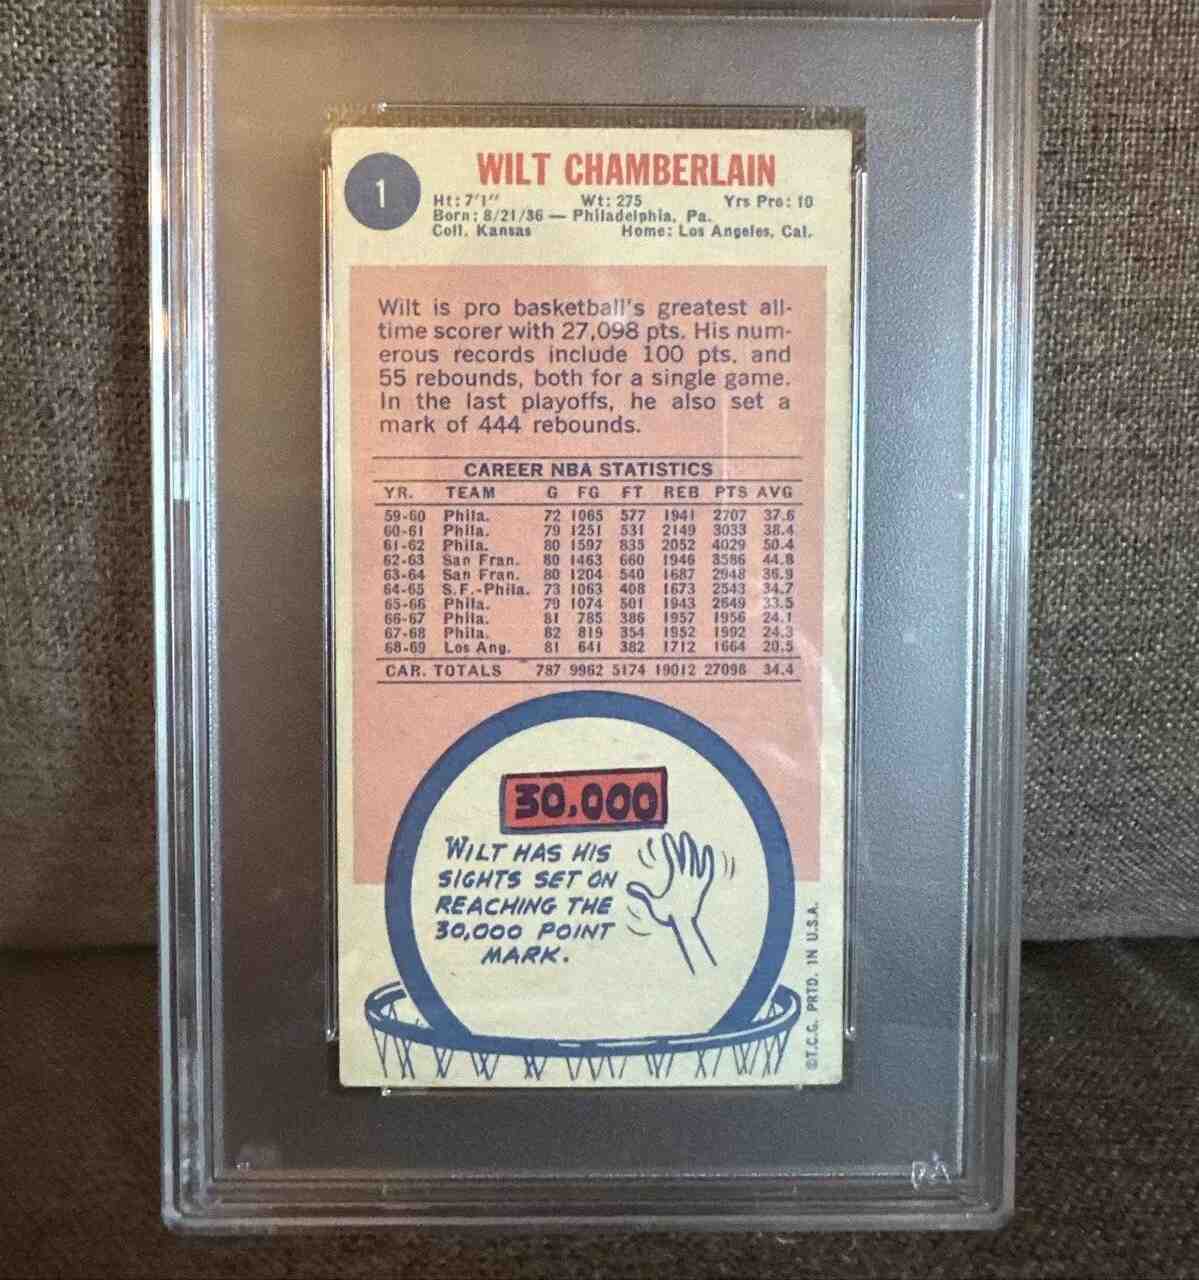 1
WILT CHAMBERLAIN
Ht: 7'1" Wt: 275 Yrs Pro: 10
Born: 8/21/36 — Philadelphia, Pa.
Coll. Kansas Home: Los Angeles, Cal.
Wilt is pro basketball's greatest all-
time scorer with 27,098 pts. His num-
erous records include 100 pts. and
55 rebounds, both for a single game.
In the last playoffs, he also set a
mark of 444 rebounds.
CAREER NBA STATISTICS
YR. TEAM G FG FT REB PTS AVG
59-60 Phila. 72 1065 577 1941 2707 37.6
60-61 Phila. 79 1251 531 2149 3033 38.4
61-62 Phila. 80 1597 835 2052 4029 50.4
62-63 San Fran. 80 1463 660 1946 3586 44.8
63-64 San Fran. 80 1204 540 1687 2948 36.9
64-65 S.F.-Phila. 73 1063 408 1673 2543 34.7
65-66 Phila. 79 1074 501 1943 2649 33.5
66-67 Phila. 81 785 386 1957 1956 24.1
67-68 Phila. 82 819 354 1952 1992 24.3
68-69 Los Ang. 81 641 382 1712 1664 20.5
CAR. TOTALS 787 9962 5174 19012 27098 34.4
30,000
WILT HAS HIS
SIGHTS SET ON
REACHING THE
30,000 POINT
MARK.
©T.C.G. PRTD. IN U.S.A.